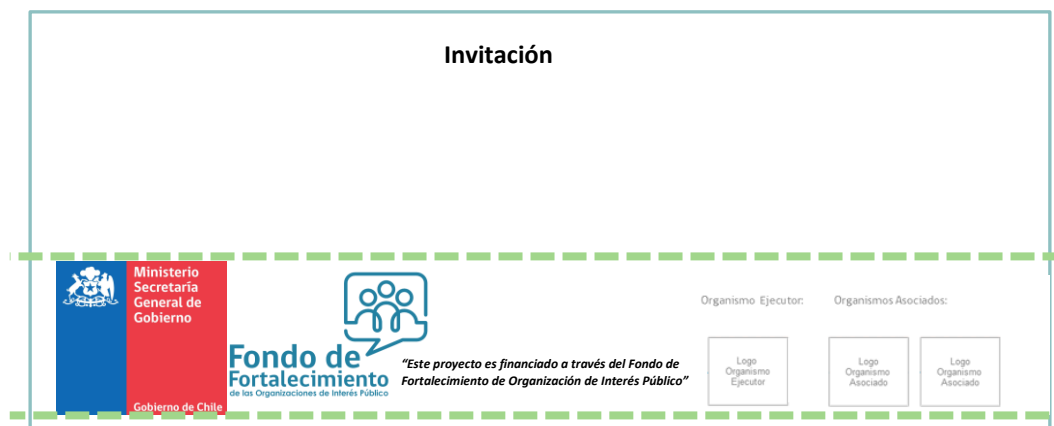 Invitación
Ministerio
Secretaría
General de
Gobierno
Gobierno de Chile
Fondo de
Fortalecimiento
de las Organizaciones de Interés Público
“Este proyecto es financiado a través del Fondo de
Fortalecimiento de Organización de Interés Público”
Organismo Ejecutor:
Logo
Organismo
Ejecutor
Organismos Asociados:
Logo
Organismo
Asociado
Logo
Organismo
Asociado